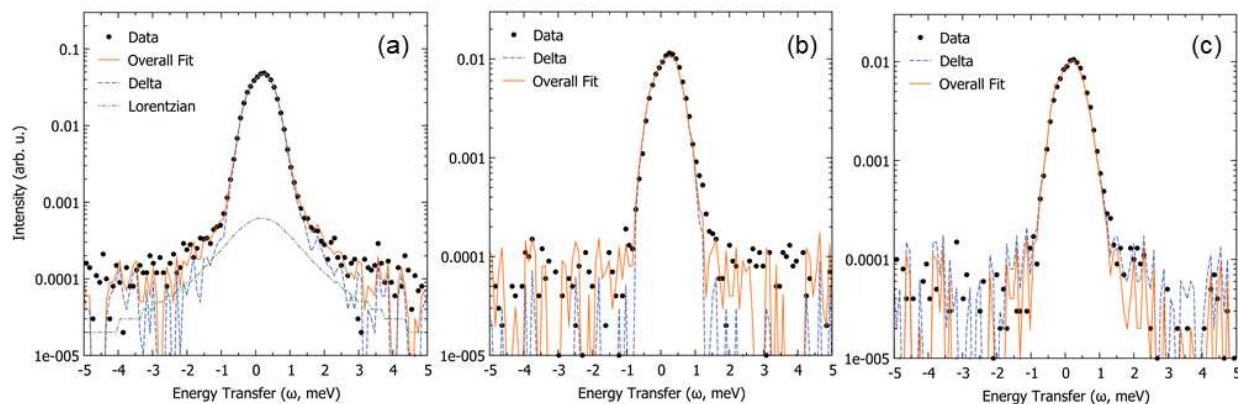 (a)
Data
Overall Fit
Delta
Lorentzian
Intensity (arb. u.)
0.1
0.01
0.001
0.0001
1e-005
-5 -4 -3 -2 -1 0 1 2 3 4 5
Energy Transfer (ω, meV)
(b)
Data
Delta
Overall Fit
0.01
0.001
0.0001
1e-005
-5 -4 -3 -2 -1 0 1 2 3 4 5
Energy Transfer (ω, meV)
(c)
Data
Delta
Overall Fit
0.01
0.001
0.0001
1e-005
-5 -4 -3 -2 -1 0 1 2 3 4 5
Energy Transfer (ω, meV)